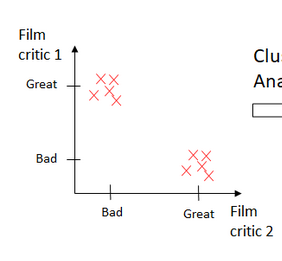 Film
critic 1
Great
Bad
Bad
Great
Film
critic 2
Clu
Ana